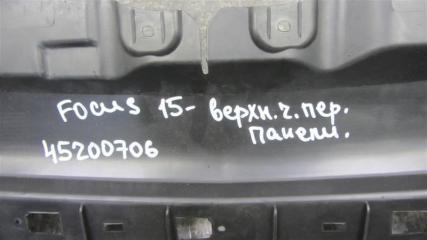 Focus 15- верхн. ч. пер.
панели.
45200706